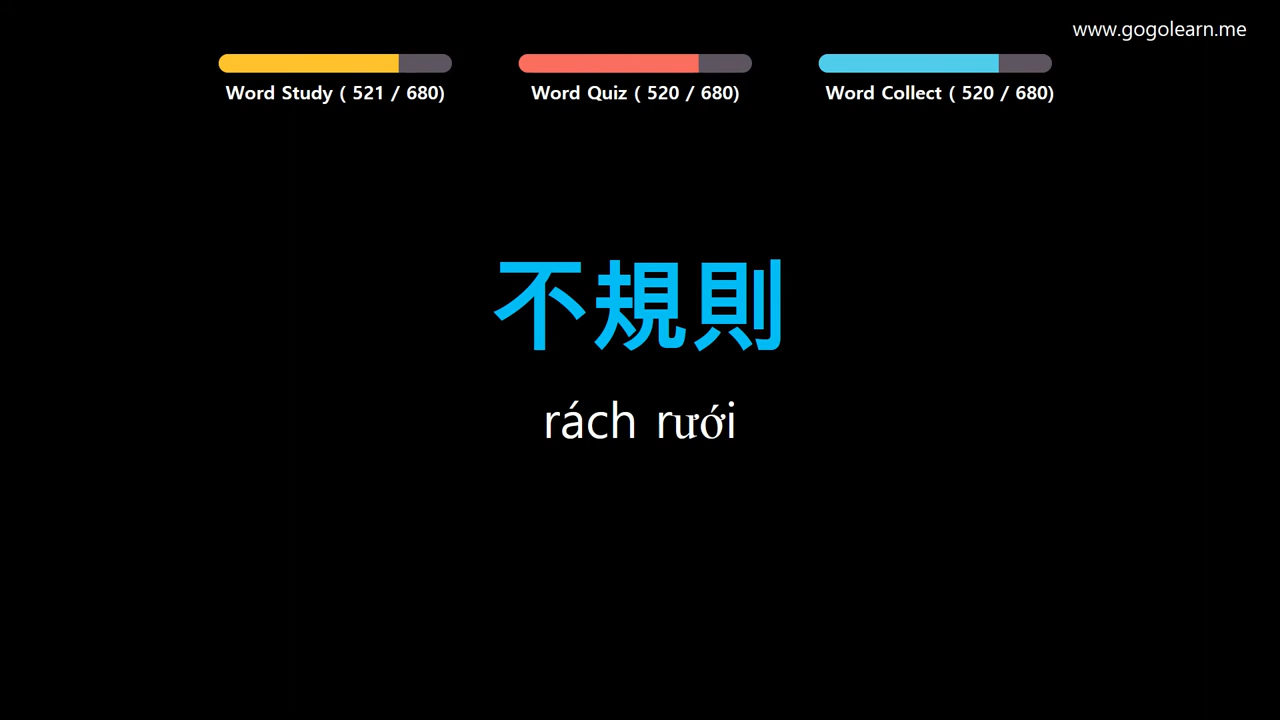 www.gogolearn.me
Word Study ( 521 / 680)
Word Quiz ( 520 / 680)
Word Collect ( 520 / 680)
不規則
rách rưới